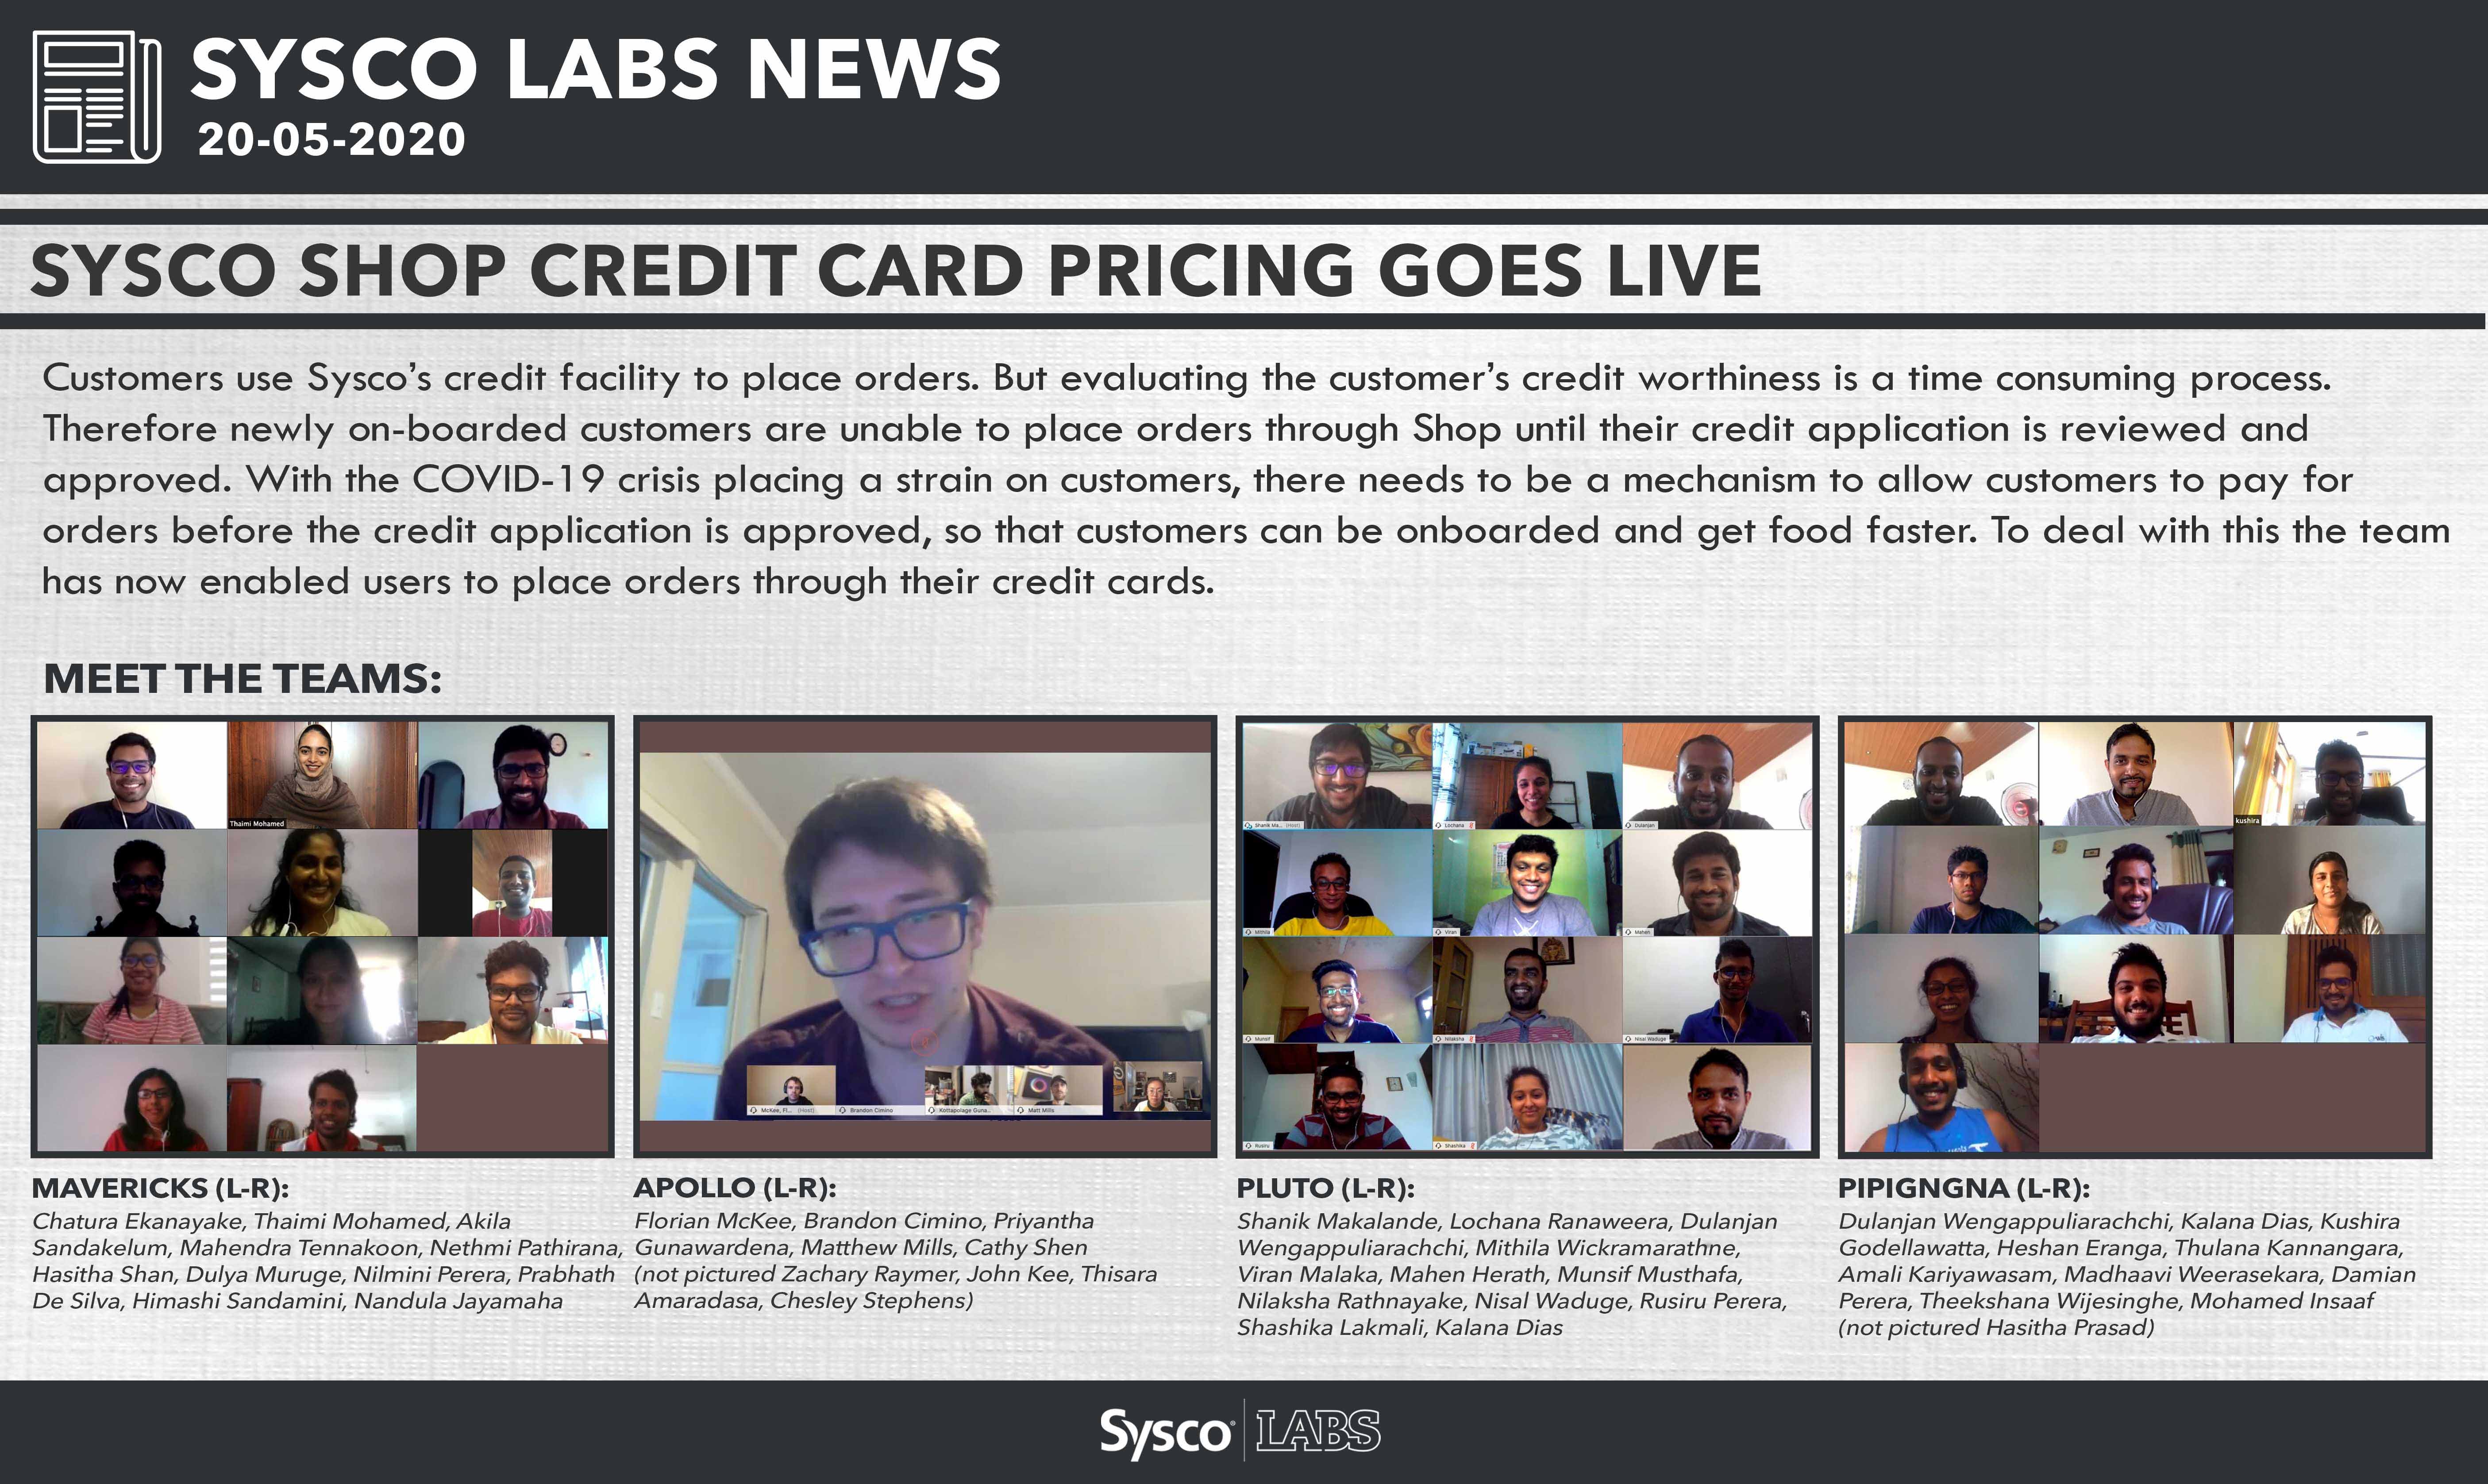 SYSCO LABS NEWS
20-05-2020
SYSCO SHOP CREDIT CARD PRICING GOES LIVE
Customers use Sysco’s credit facility to place orders. But evaluating the customer’s credit worthiness is a time consuming process.
Therefore newly on-boarded customers are unable to place orders through Shop until their credit application is reviewed and
approved. With the COVID-19 crisis placing a strain on customers, there needs to be a mechanism to allow customers to pay for
orders before the credit application is approved, so that customers can be onboarded and get food faster. To deal with this the team
has now enabled users to place orders through their credit cards.
MEET THE TEAMS:
Thaimi Mohamed
McKee, Fl... (Host)
Brandon Cimino
Kottapolage Guna...
Matt Mills
Shanik Ma... (Host)
Lochana
Dulanjan
Mithila
Viran
Mahen
Munsif
Nilaksha
Nisal Waduge
Rusiru
Shashika
kushira
MAVERICKS (L-R):
Chatura Ekanayake, Thaimi Mohamed, Akila
Sandakelum, Mahendra Tennakoon, Nethmi Pathirana,
Hasitha Shan, Dulya Muruge, Nilmini Perera, Prabhath
De Silva, Himashi Sandamini, Nandula Jayamaha
APOLLO (L-R):
Florian McKee, Brandon Cimino, Priyantha
Gunawardena, Matthew Mills, Cathy Shen
(not pictured Zachary Raymer, John Kee, Thisara
Amaradasa, Chesley Stephens)
PLUTO (L-R):
Shanik Makalande, Lochana Ranaweera, Dulanjan
Wengappuliarachchi, Mithila Wickramarathne,
Viran Malaka, Mahen Herath, Munsif Musthafa,
Nilaksha Rathnayake, Nisal Waduge, Rusiru Perera,
Shashika Lakmali, Kalana Dias
PIPIGNGNA (L-R):
Dulanjan Wengappuliarachchi, Kalana Dias, Kushira
Godellawatta, Heshan Eranga, Thulana Kannangara,
Amali Kariyawasam, Madhaavi Weerasekara, Damian
Perera, Theekshana Wijesinghe, Mohamed Insaaf
(not pictured Hasitha Prasad)
Sysco LABS